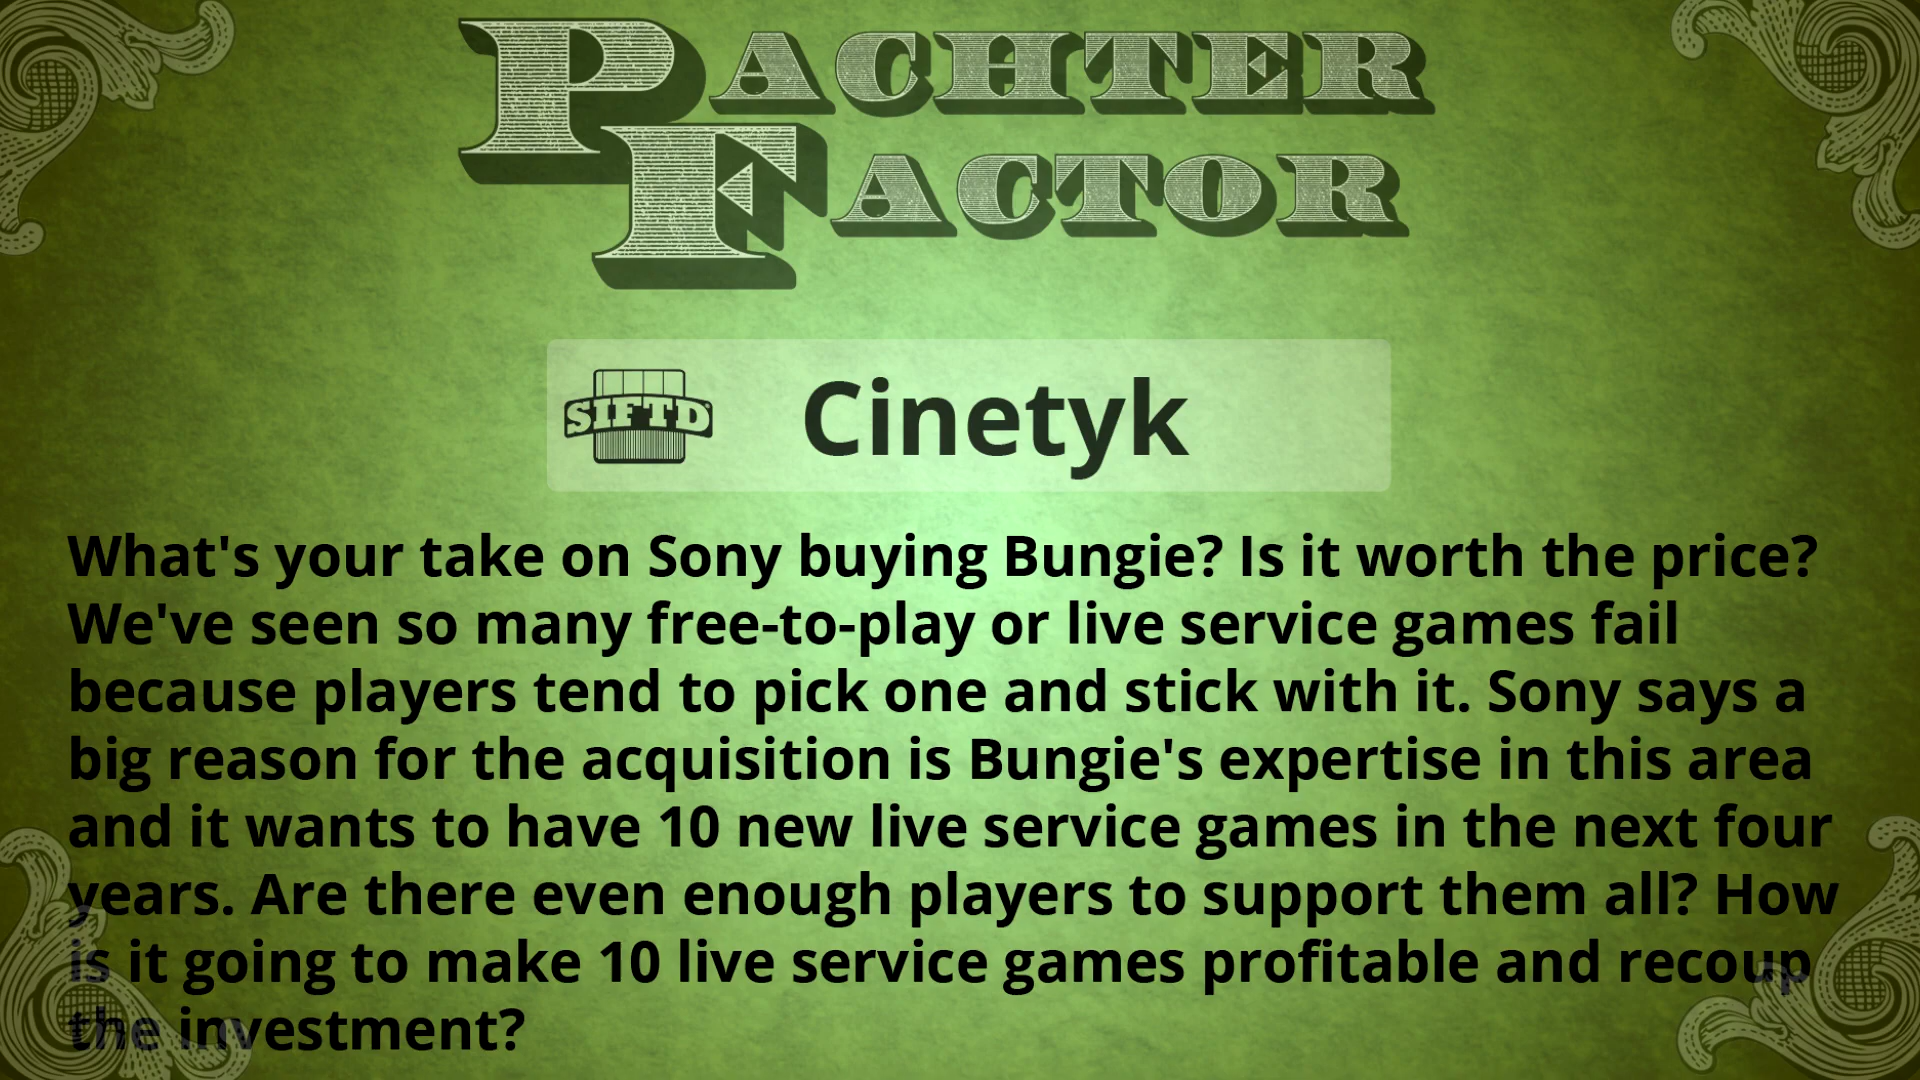 PACHTER
FACTOR
SIFTD
Cinetyk
What's your take on Sony buying Bungie? Is it worth the price?
We've seen so many free-to-play or live service games fail
because players tend to pick one and stick with it. Sony says a
big reason for the acquisition is Bungie's expertise in this area
and it wants to have 10 new live service games in the next four
years. Are there even enough players to support them all? How
is it going to make 10 live service games profitable and recoup
the investment?